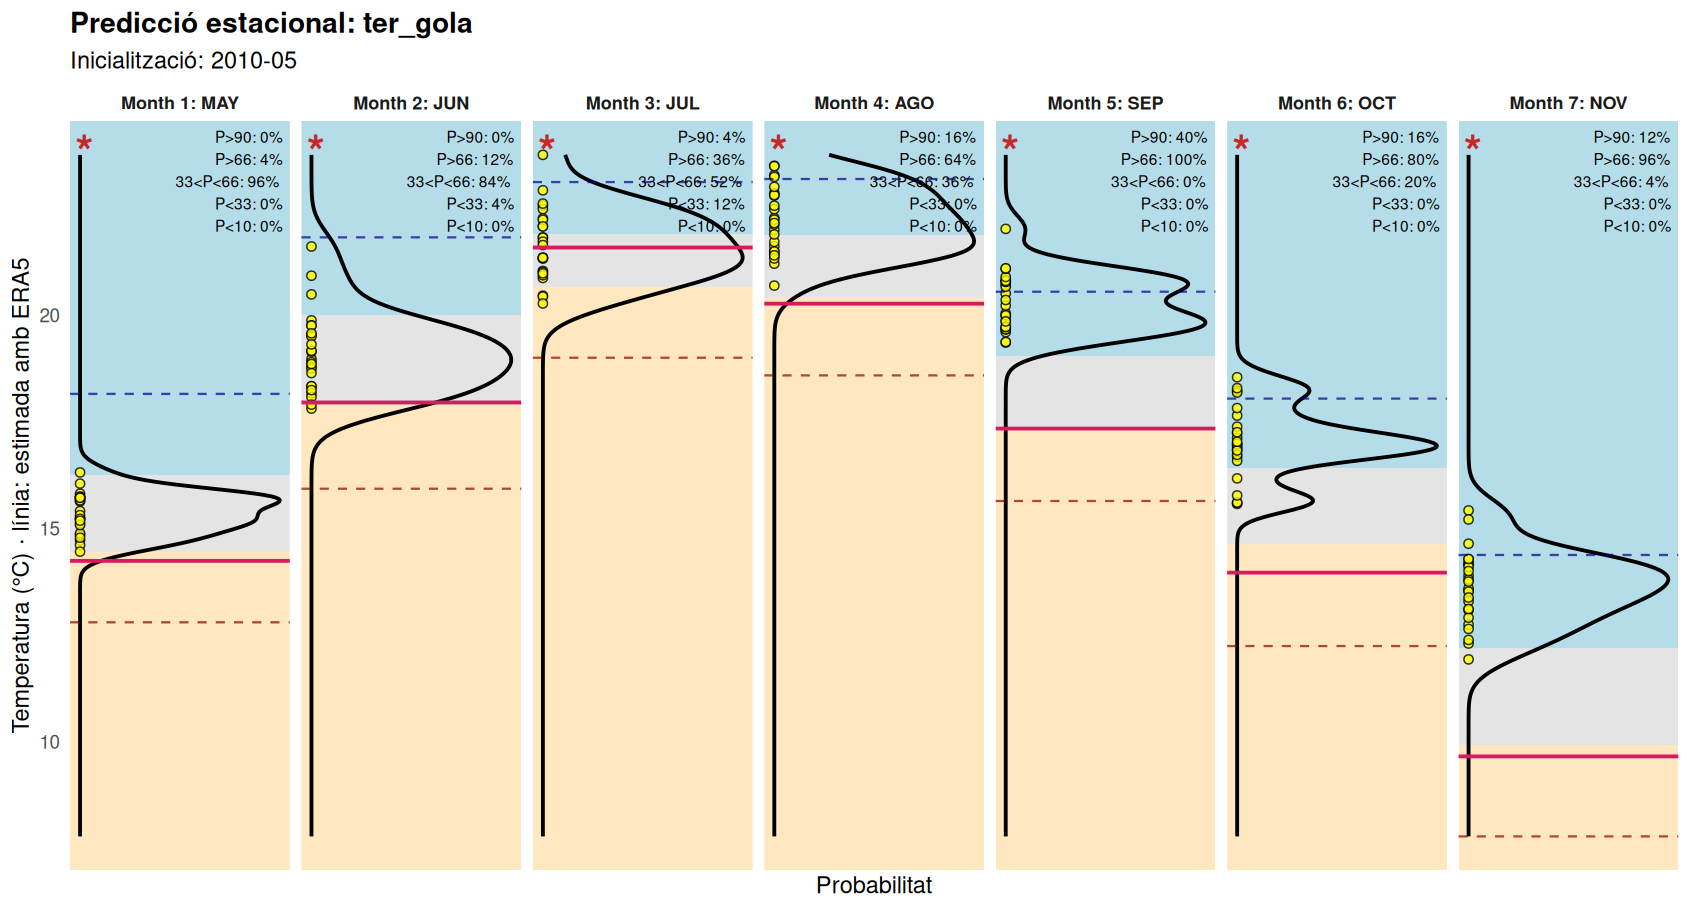 Predicció estacional: ter_gola
Inicialització: 2010-05
Month 1: MAY
P>90: 0%
P>66: 4%
33<P<66: 96%
P<33: 0%
P<10: 0%
Month 2: JUN
P>90: 0%
P>66: 12%
33<P<66: 84%
P<33: 4%
P<10: 0%
Month 3: JUL
P>90: 4%
P>66: 36%
33<P<66: 52%
P<33: 12%
P<10: 0%
Month 4: AGO
P>90: 16%
P>66: 64%
33<P<66: 36%
P<33: 0%
P<10: 0%
Month 5: SEP
P>90: 40%
P>66: 100%
33<P<66: 0%
P<33: 0%
P<10: 0%
Month 6: OCT
P>90: 16%
P>66: 80%
33<P<66: 20%
P<33: 0%
P<10: 0%
Month 7: NOV
P>90: 12%
P>66: 96%
33<P<66: 4%
P<33: 0%
P<10: 0%
Temperatura (°C) · línia: estimada amb ERA5
20
15
10
Probabilitat